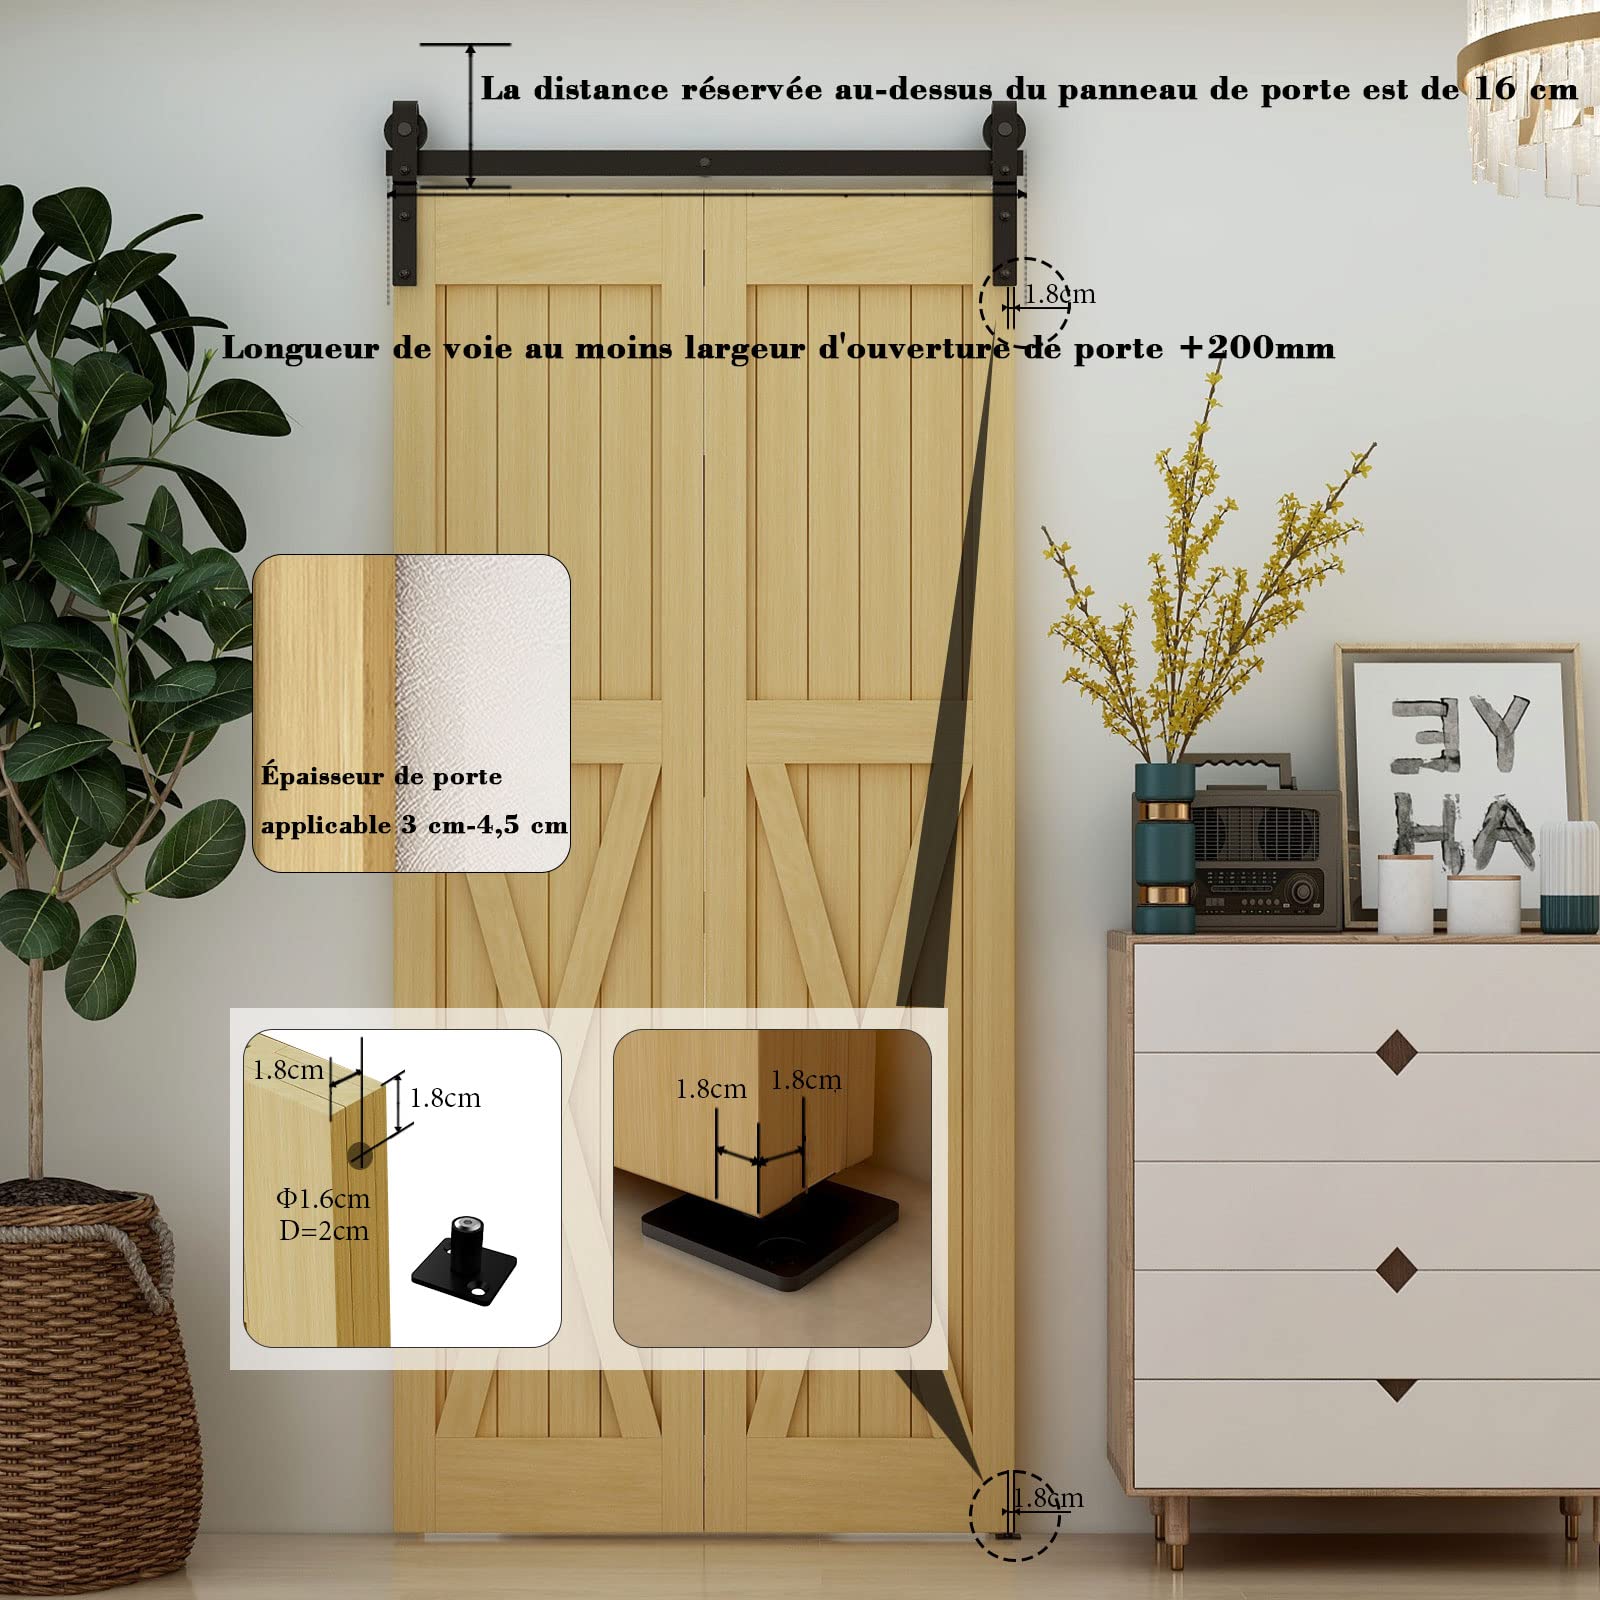 La distance réservée au-dessus du panneau de porte est de 16 cm
1.8cm
Longueur de voie au moins largeur d'ouverture de porte +200mm
Épaisseur de porte
applicable 3 cm-4,5 cm
YE
HA
1.8cm
1.8cm
Φ1.6cm
D=2cm
1.8cm
1.8cm
1.8cm